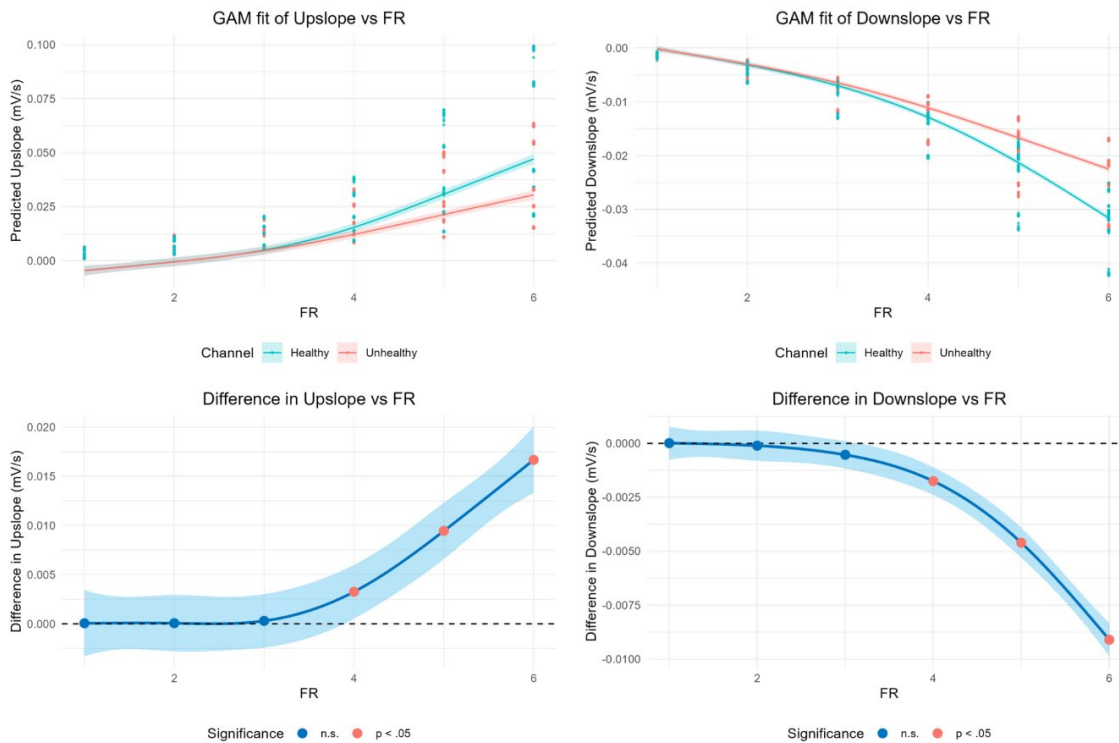 GAM fit of Upslope vs FR
Predicted Upslope (mV/s)
0.100
0.075
0.050
0.025
0.000
2
4
6
FR
Channel Healthy Unhealthy
GAM fit of Downslope vs FR
Predicted Downslope (mV/s)
0.00
-0.01
-0.02
-0.03
-0.04
2
4
6
FR
Channel Healthy Unhealthy
Difference in Upslope vs FR
Difference in Upslope (mV/s)
0.020
0.015
0.010
0.005
0.000
2
4
6
FR
Significance n.s. p < .05
Difference in Downslope vs FR
Difference in Downslope (mV/s)
0.0000
-0.0025
-0.0050
-0.0075
-0.0100
2
4
6
FR
Significance n.s. p < .05